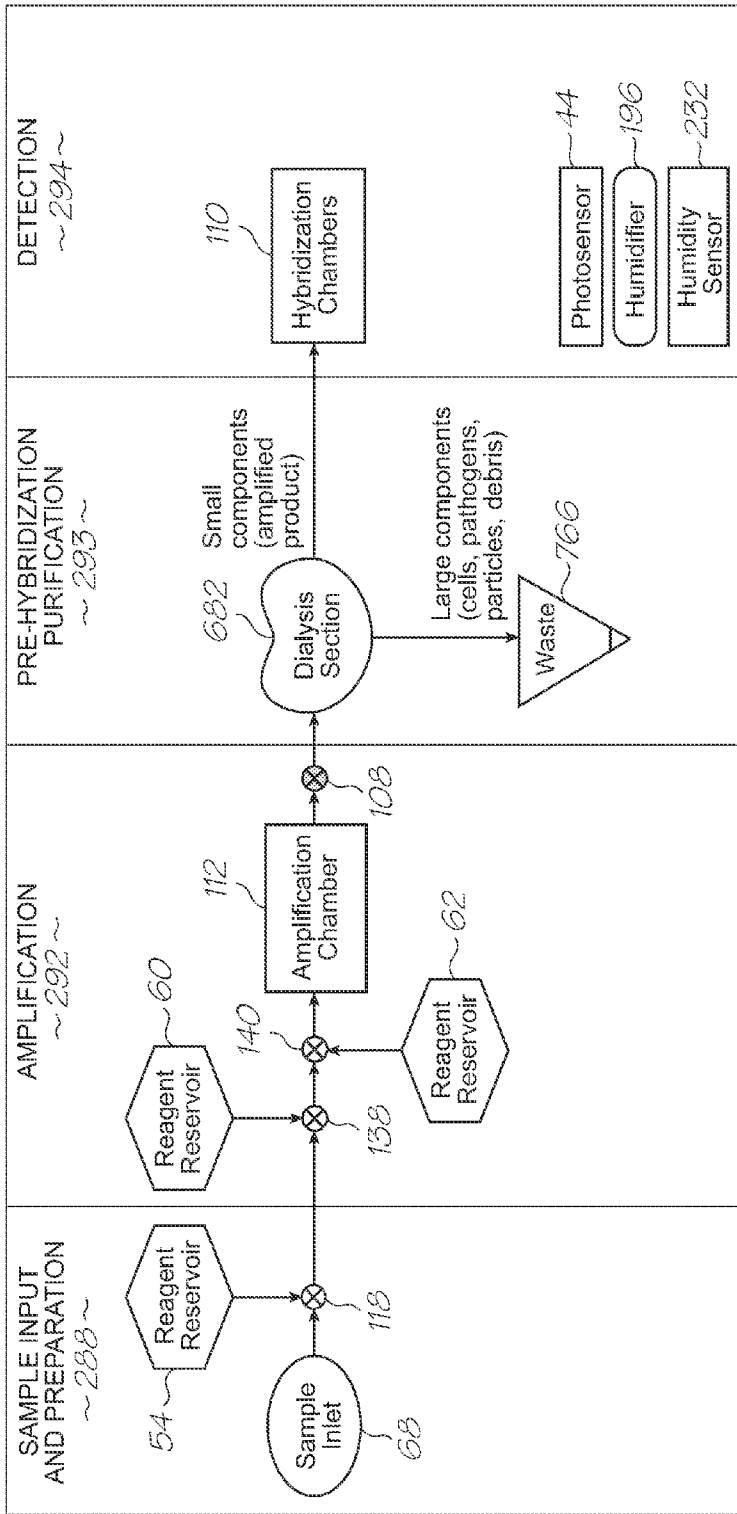 SAMPLE INPUT
AND PREPARATION
~288~
54
Reagent
Reservoir
Sample
Inlet
68
118
AMPLIFICATION
~292~
Reagent
Reservoir
60
138
140
Reagent
Reservoir
62
Amplification
Chamber
112
108
PRE-HYBRIDIZATION
PURIFICATION
~293~
682
Dialysis
Section
Small
components
(amplified
product)
Large components
(cells, pathogens,
particles, debris)
Waste
766
DETECTION
~294~
110
Hybridization
Chambers
Photosensor
44
Humidifier
196
Humidity
Sensor
232